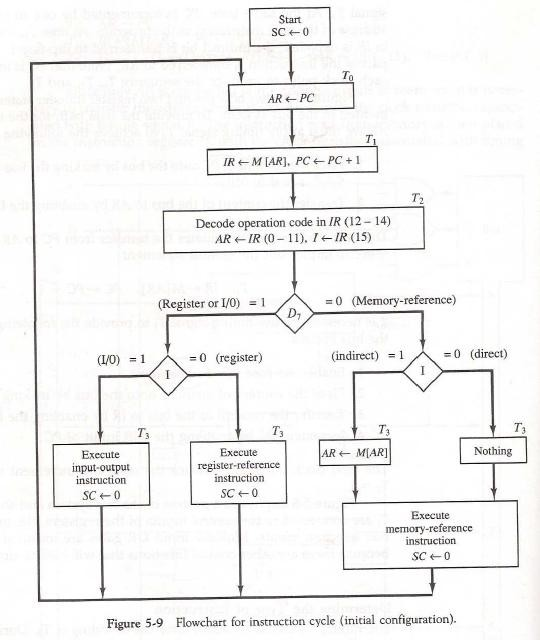 Start
SC ← 0
T0
AR ← PC
T1
IR ← M [AR], PC ← PC + 1
T2
Decode operation code in IR (12 – 14)
AR ← IR (0 – 11), I ← IR (15)
(Register or I/0) = 1
D7
= 0 (Memory-reference)
(I/0) = 1
I
= 0 (register)
(indirect) = 1
I
= 0 (direct)
T3
Execute
input-output
instruction
SC ← 0
T3
Execute
register-reference
instruction
SC ← 0
T3
AR ← M[AR]
T3
Nothing
Execute
memory-reference
instruction
SC ← 0
Figure 5-9 Flowchart for instruction cycle (initial configuration).